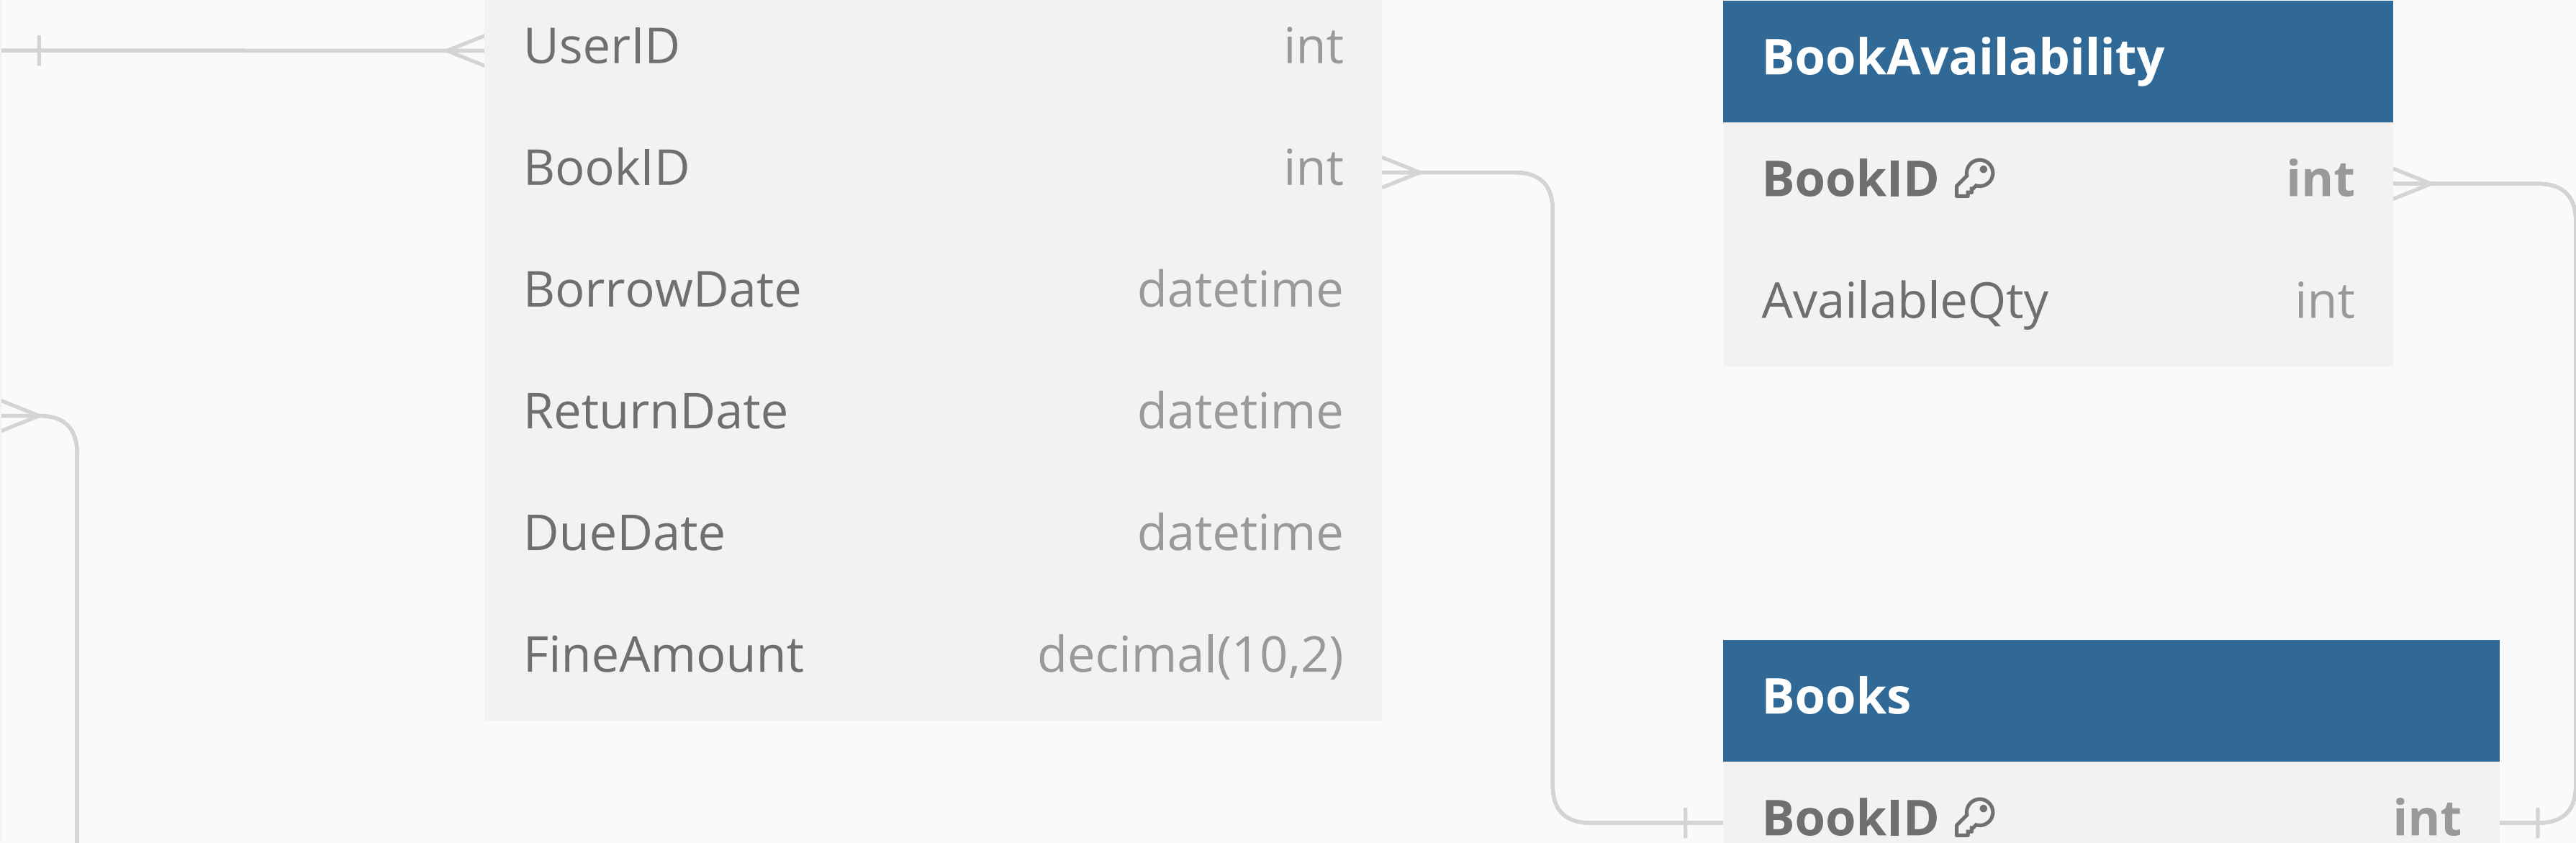 UserID int
BookID int
BorrowDate datetime
ReturnDate datetime
DueDate datetime
FineAmount decimal(10,2)
BookAvailability
BookID int
AvailableQty int
Books
BookID int